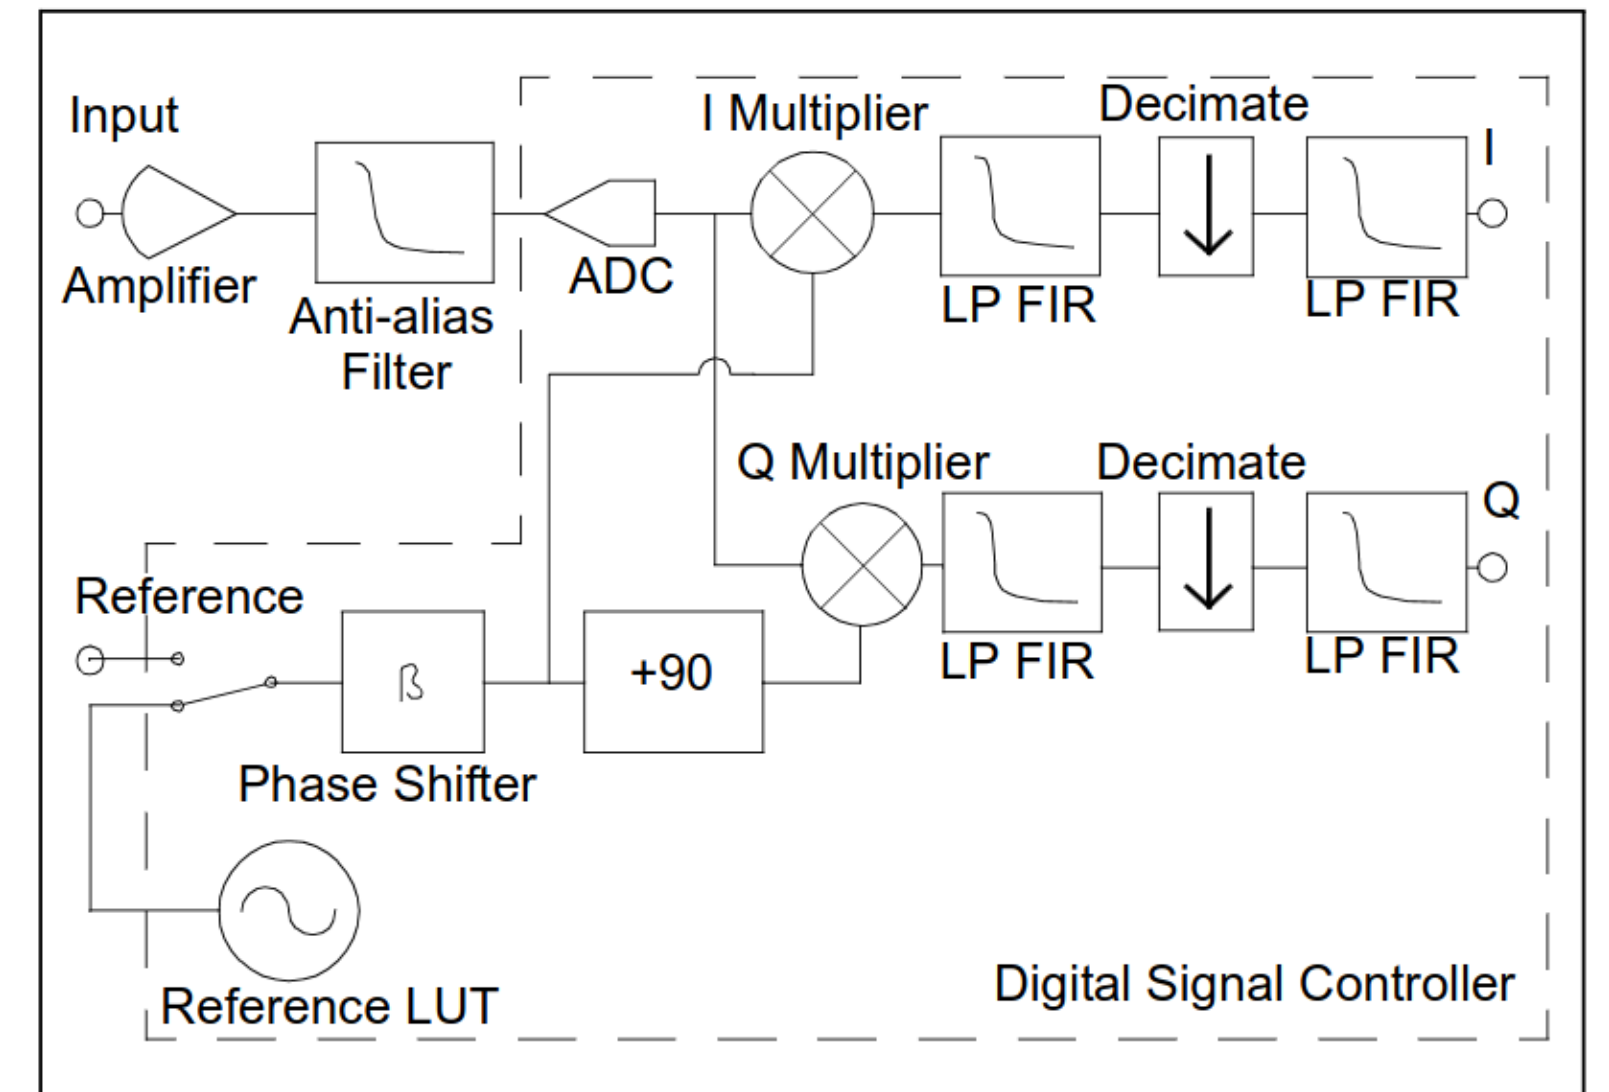 Input
Amplifier
Anti-alias
Filter
ADC
I Multiplier
LP FIR
Decimate
LP FIR
I
Q Multiplier
LP FIR
Decimate
LP FIR
Q
Reference
ß
Phase Shifter
+90
Reference LUT
Digital Signal Controller